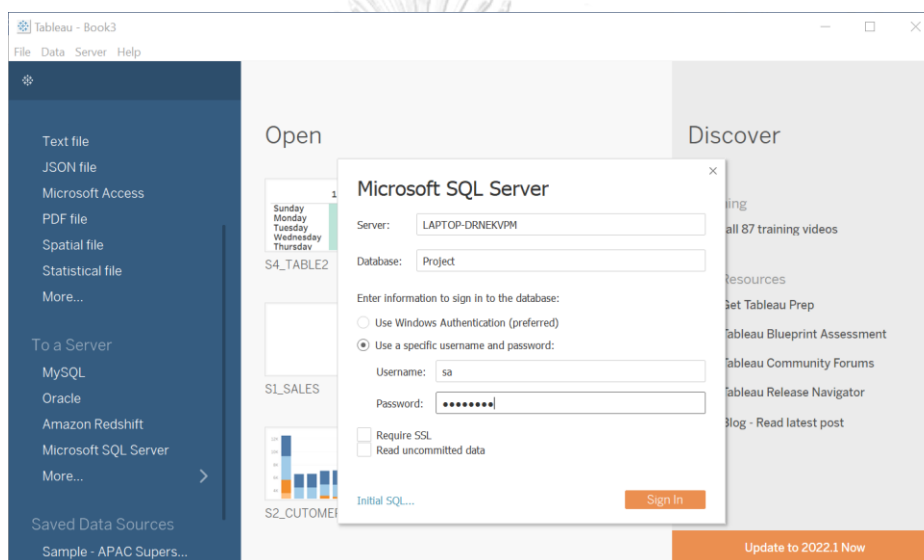 Tableau - Book3
File Data Server Help
Text file
JSON file
Microsoft Access
PDF file
Spatial file
Statistical file
More...
To a Server
MySQL
Oracle
Amazon Redshift
Microsoft SQL Server
More...
Saved Data Sources
Sample - APAC Supers...
Open
1
Sunday
Monday
Tuesday
Wednesday
Thursday
S4_TABLE2
S1_SALES
S2_CUTOME
Microsoft SQL Server
Server: LAPTOP-DRNEKVPM
Database: Project
Enter information to sign in to the database:
Use Windows Authentication (preferred)
Use a specific username and password:
Username: sa
Password: ••••••••
Require SSL
Read uncommitted data
Initial SQL...
Sign In
Discover
ing
all 87 training videos
Resources
Get Tableau Prep
Tableau Blueprint Assessment
Tableau Community Forums
Tableau Release Navigator
Blog - Read latest post
Update to 2022.1 Now